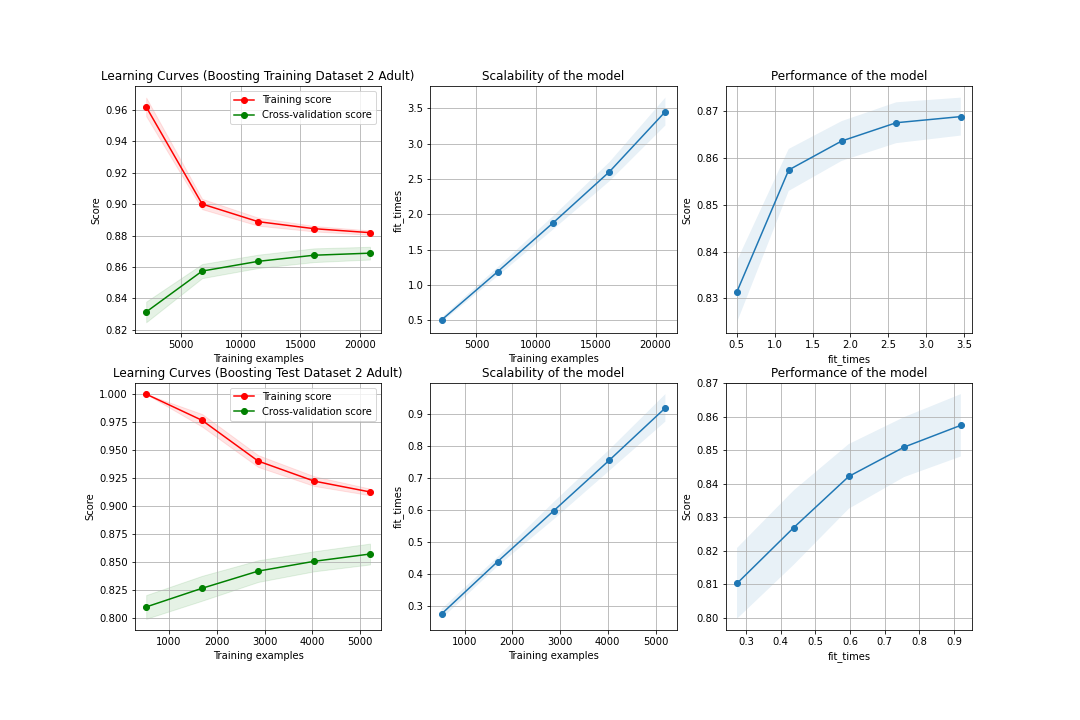 Learning Curves (Boosting Training Dataset 2 Adult)
Training score
Cross-validation score
0.96
0.94
0.92
0.90
0.88
0.86
0.84
0.82
Score
5000 10000 15000 20000
Training examples
Scalability of the model
3.5
3.0
2.5
2.0
1.5
1.0
0.5
fit_times
5000 10000 15000 20000
Training examples
Performance of the model
0.87
0.86
0.85
0.84
0.83
Score
0.5 1.0 1.5 2.0 2.5 3.0 3.5
fit_times
Learning Curves (Boosting Test Dataset 2 Adult)
Training score
Cross-validation score
1.000
0.975
0.950
0.925
0.900
0.875
0.850
0.825
0.800
Score
1000 2000 3000 4000 5000
Training examples
Scalability of the model
0.9
0.8
0.7
0.6
0.5
0.4
0.3
fit_times
1000 2000 3000 4000 5000
Training examples
Performance of the model
0.87
0.86
0.85
0.84
0.83
0.82
0.81
0.80
Score
0.3 0.4 0.5 0.6 0.7 0.8 0.9
fit_times